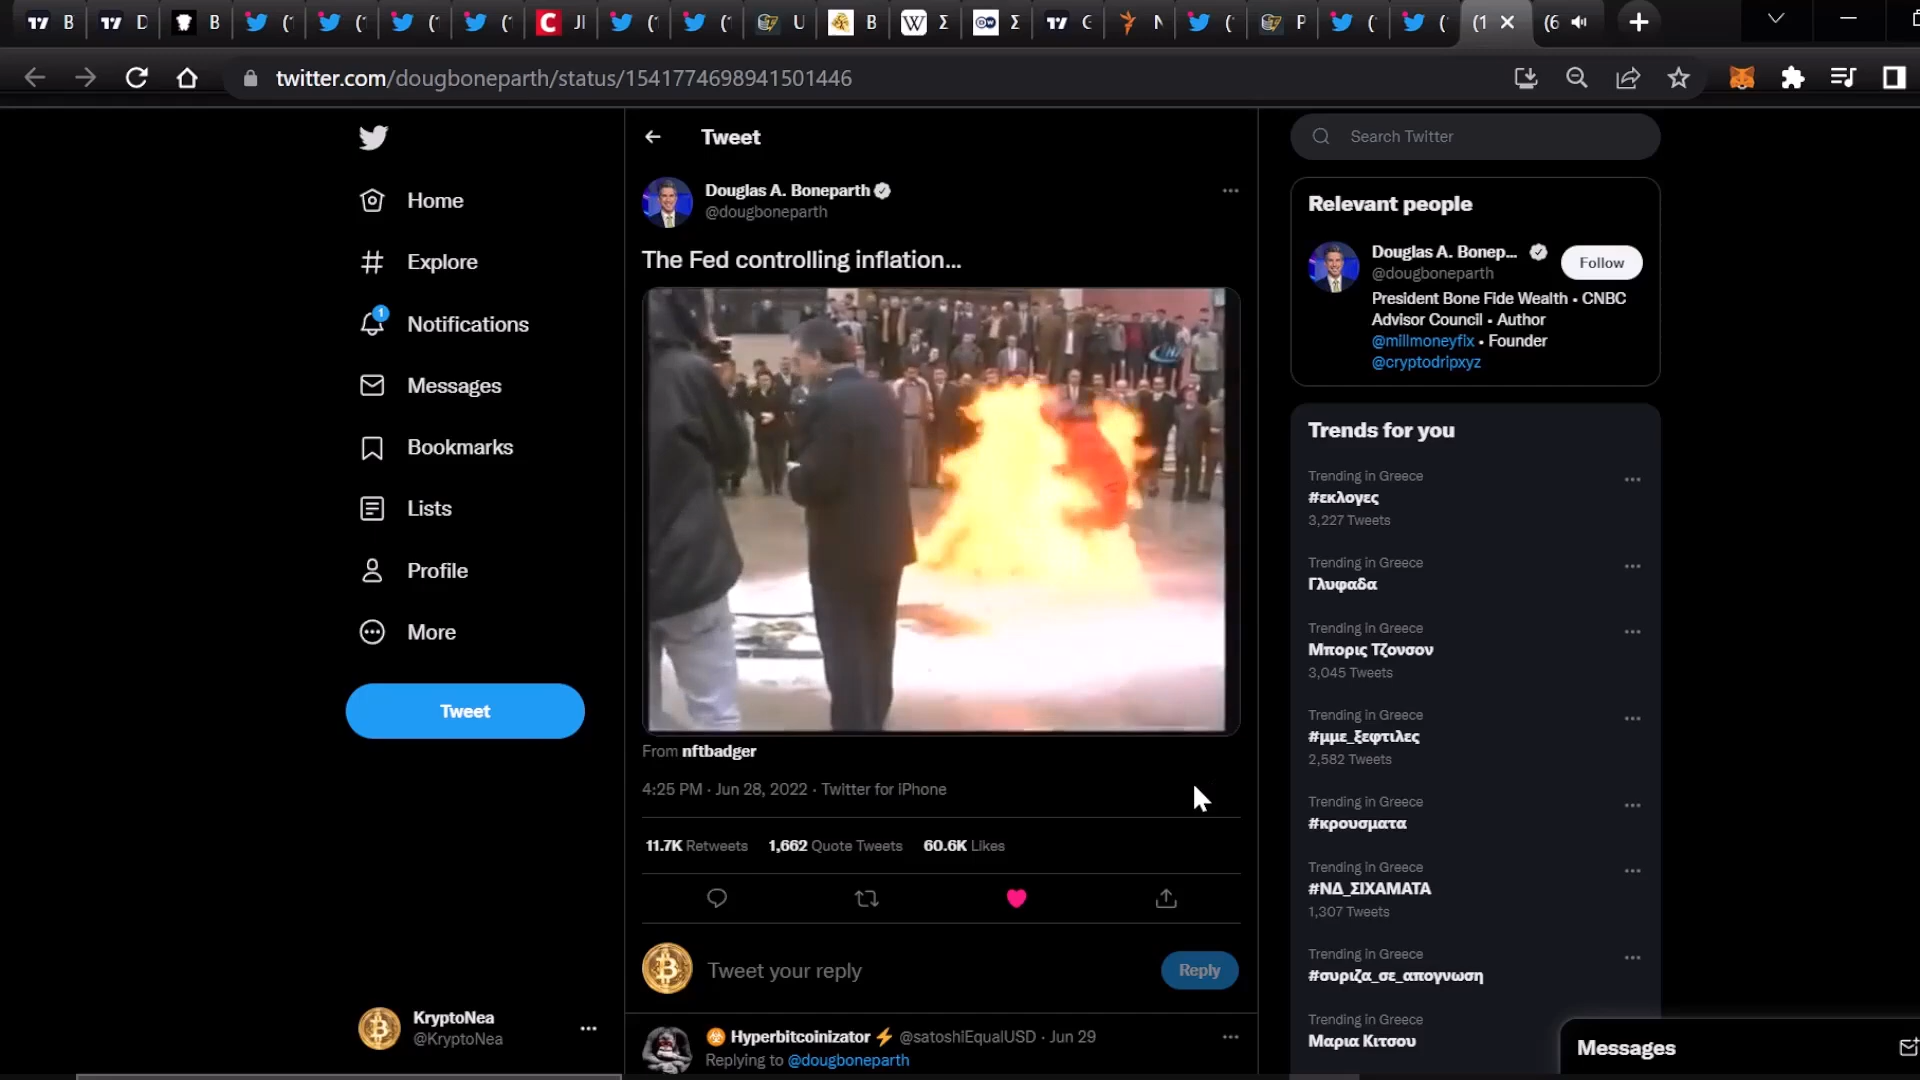 B
D
B
(
(
(
(
JI
(
(
U
B
Σ
Σ
G
N
(
P
(
(
(1
(6
twitter.com/dougboneparth/status/1541774698941501446
Home
Explore
1
Notifications
Messages
Bookmarks
Lists
Profile
More
Tweet
KryptoNea
@KryptoNea
Tweet
Douglas A. Boneparth
@dougboneparth
The Fed controlling inflation...
From nftbadger
4:25 PM · Jun 28, 2022 · Twitter for iPhone
11.7K Retweets 1,662 Quote Tweets 60.6K Likes
Tweet your reply
Reply
Hyperbitcoinizator⚡ @satoshiEqualUSD · Jun 29
Replying to @dougboneparth
Search Twitter
Relevant people
Douglas A. Bonep...
@dougboneparth
Follow
President Bone Fide Wealth • CNBC
Advisor Council • Author
@millmoneyflx • Founder
@cryptodripxyz
Trends for you
Trending in Greece
#εκλογες
3,227 Tweets
Trending in Greece
Γλυφαδα
Trending in Greece
Μπορις Τζονσον
3,045 Tweets
Trending in Greece
#μμε_ξεφτιλες
2,582 Tweets
Trending in Greece
#κρουσματα
Trending in Greece
#ΝΔ_ΣΙΧΑΜΑΤΑ
1,307 Tweets
Trending in Greece
#συριζα_σε_απογνωση
Trending in Greece
Μαρια Κιτσου
Messages